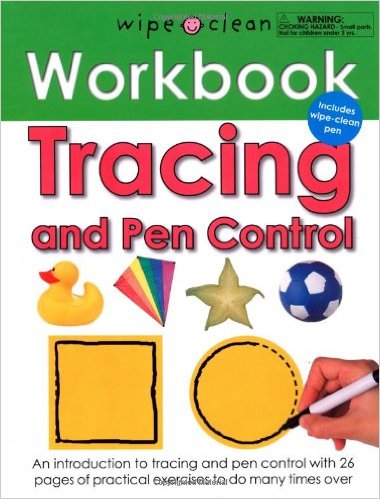 wipe clean
WARNING:
CHOKING HAZARD - Small parts.
Not for children under 3 yrs.
Workbook
Includes
wipe-clean
pen
Tracing
and Pen Control
An introduction to tracing and pen control with 26
pages of practical exercises to do many times over